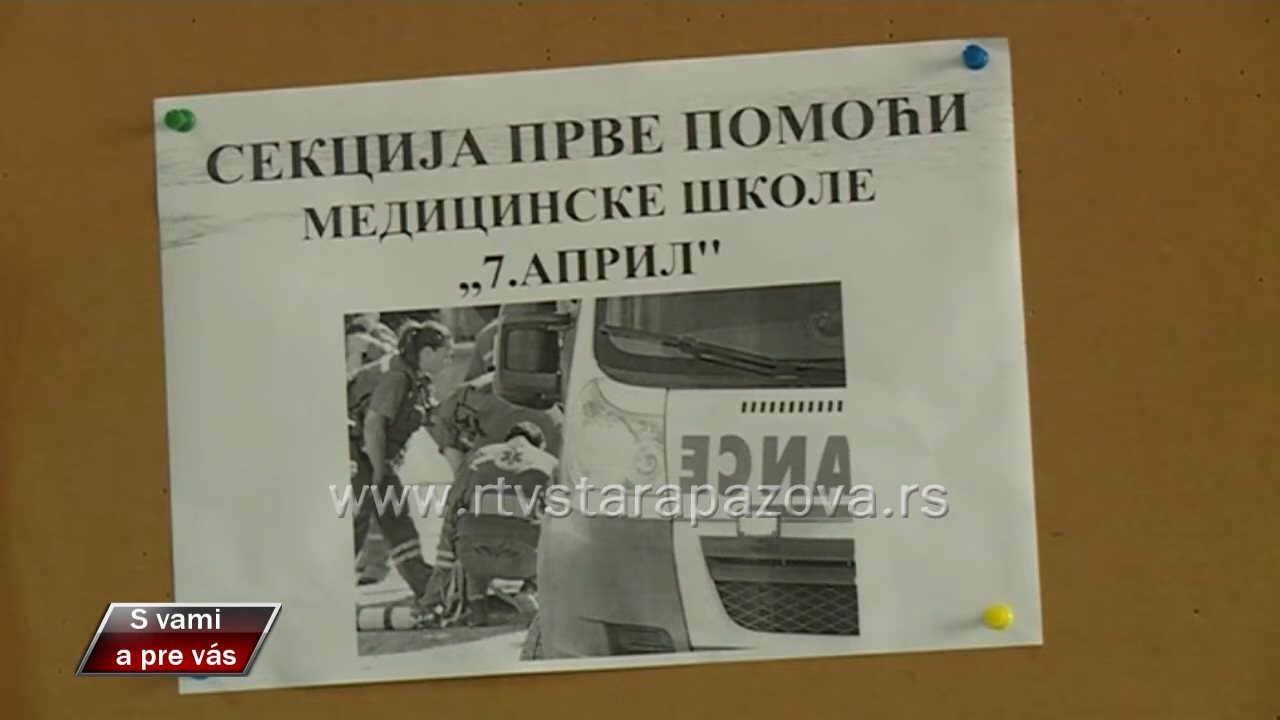 СЕКЦИЈА ПРВЕ ПОМОЋИ
МЕДИЦИНСКЕ ШКОЛЕ
„7.АПРИЛ"
ANCE
www.rtvstarapazova.rs
S vami
a pre vás